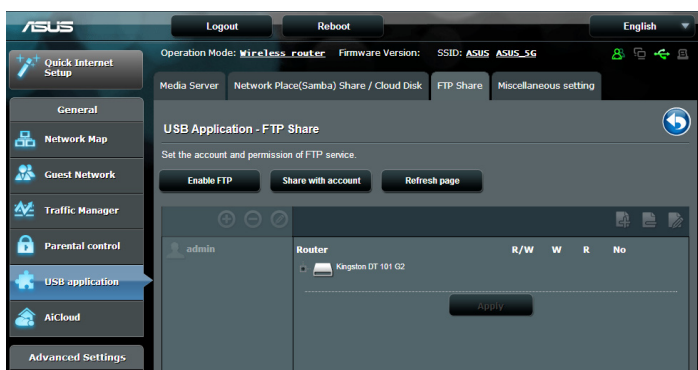 ASUS
Logout Reboot English
Quick Internet Setup
Operation Mode: Wireless router Firmware Version: SSID: ASUS ASUS_5G
Media Server Network Place(Samba) Share / Cloud Disk FTP Share Miscellaneous setting
General
Network Map
Guest Network
Traffic Manager
Parental control
USB application
AiCloud
Advanced Settings
USB Application - FTP Share
Set the account and permission of FTP service.
Enable FTP Share with account Refresh page
admin
Router R/W W R No
Kingston DT 101 G2
Apply